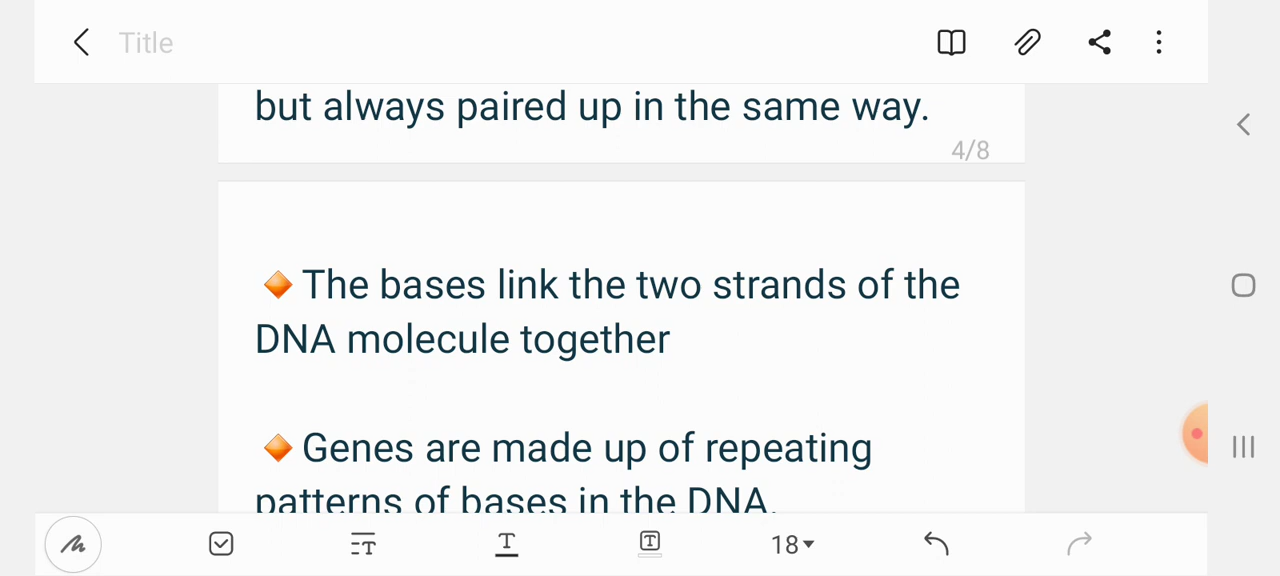 Title
but always paired up in the same way.
4/8
🔸The bases link the two strands of the
DNA molecule together
🔸Genes are made up of repeating
patterns of bases in the DNA.
T
T
T
18